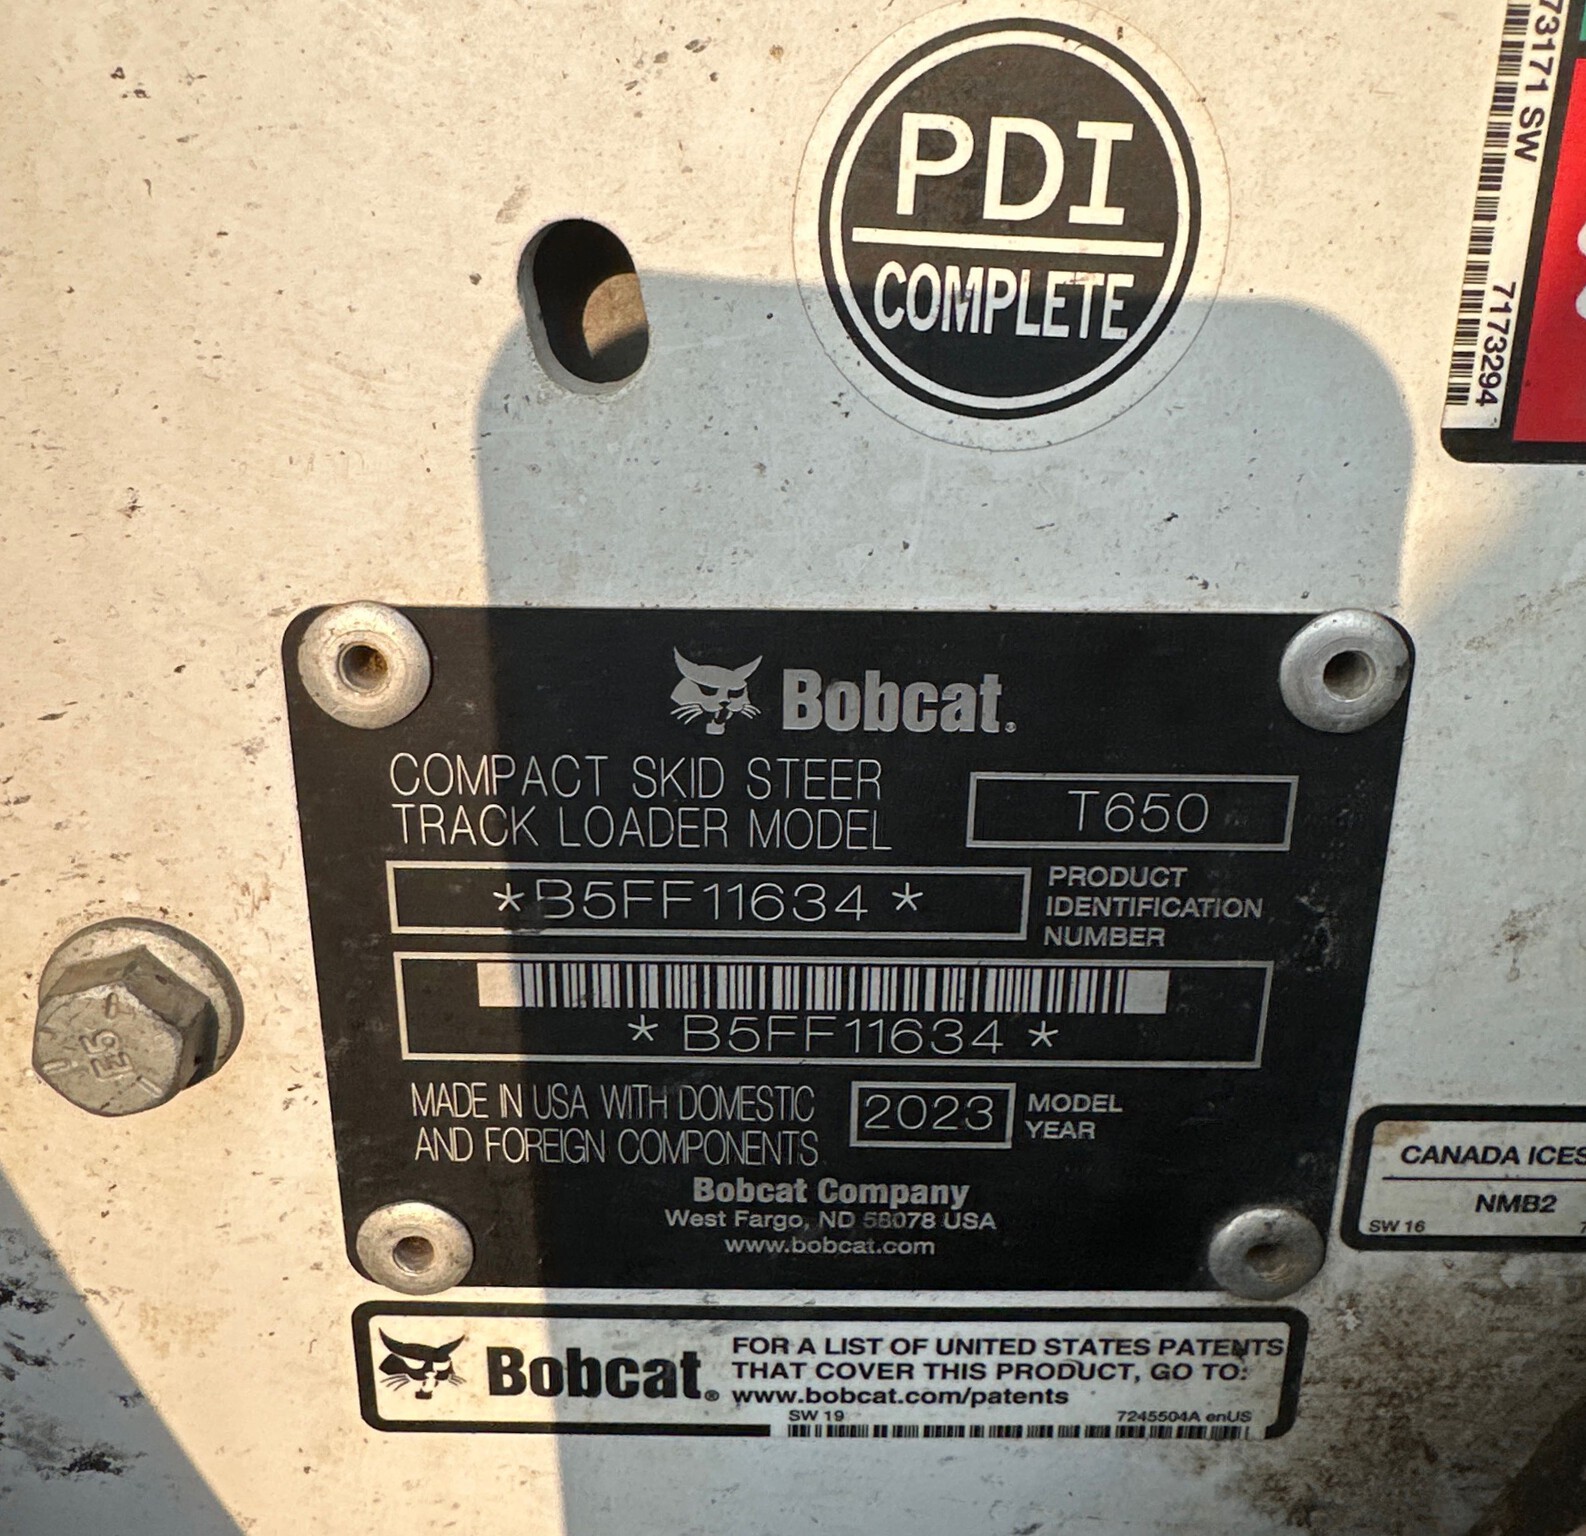 PDI
COMPLETE
73171 SW
7173294
Bobcat.
COMPACT SKID STEER
TRACK LOADER MODEL
T650
*B5FF11634*
PRODUCT
IDENTIFICATION
NUMBER
*B5FF11634*
MADE IN USA WITH DOMESTIC
AND FOREIGN COMPONENTS
2023
MODEL
YEAR
Bobcat Company
West Fargo, ND 58078 USA
www.bobcat.com
E5
CANADA ICES
NMB2
SW 16
7
Bobcat®
FOR A LIST OF UNITED STATES PATENTS
THAT COVER THIS PRODUCT, GO TO:
www.bobcat.com/patents
SW 19
7245504A enUS